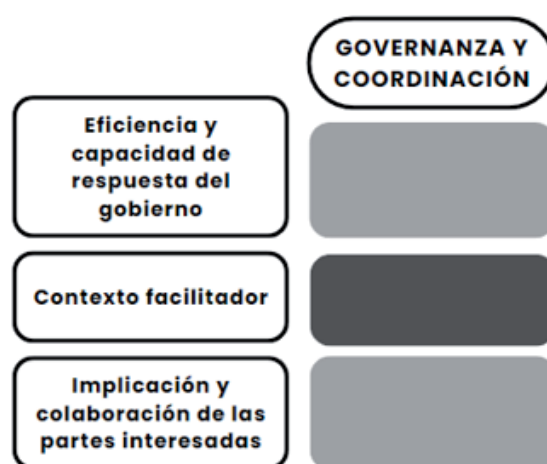 GOVERNANZA Y
COORDINACIÓN
Eficiencia y
capacidad de
respuesta del
gobierno
Contexto facilitador
Implicación y
colaboración de las
partes interesadas